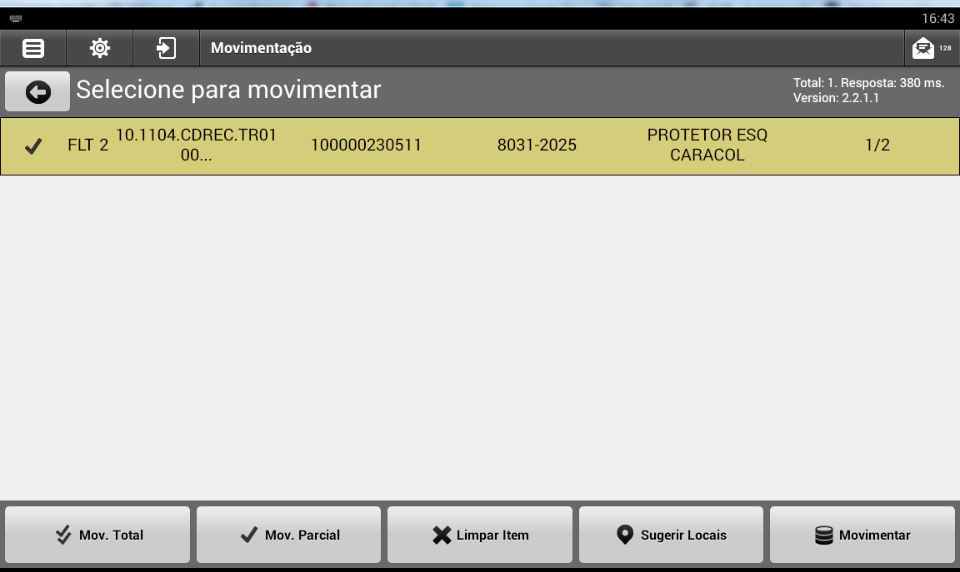 16:43
Movimentação
128
Selecione para movimentar
Total: 1. Resposta: 380 ms.
Version: 2.2.1.1
FLT 2
10.1104.CDREC.TR01
00...
100000230511
8031-2025
PROTETOR ESQ
CARACOL
1/2
Mov. Total
Mov. Parcial
Limpar Item
Sugerir Locais
Movimentar